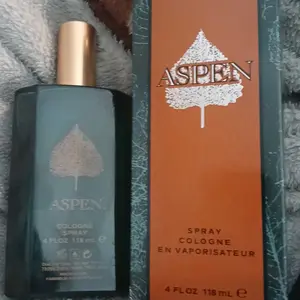 ASPEN
COLOGNE
SPRAY
4 FL OZ 118 mL ℮
ASPEN
SPRAY
COLOGNE
EN VAPORISATEUR
4 FL OZ 118 mL ℮